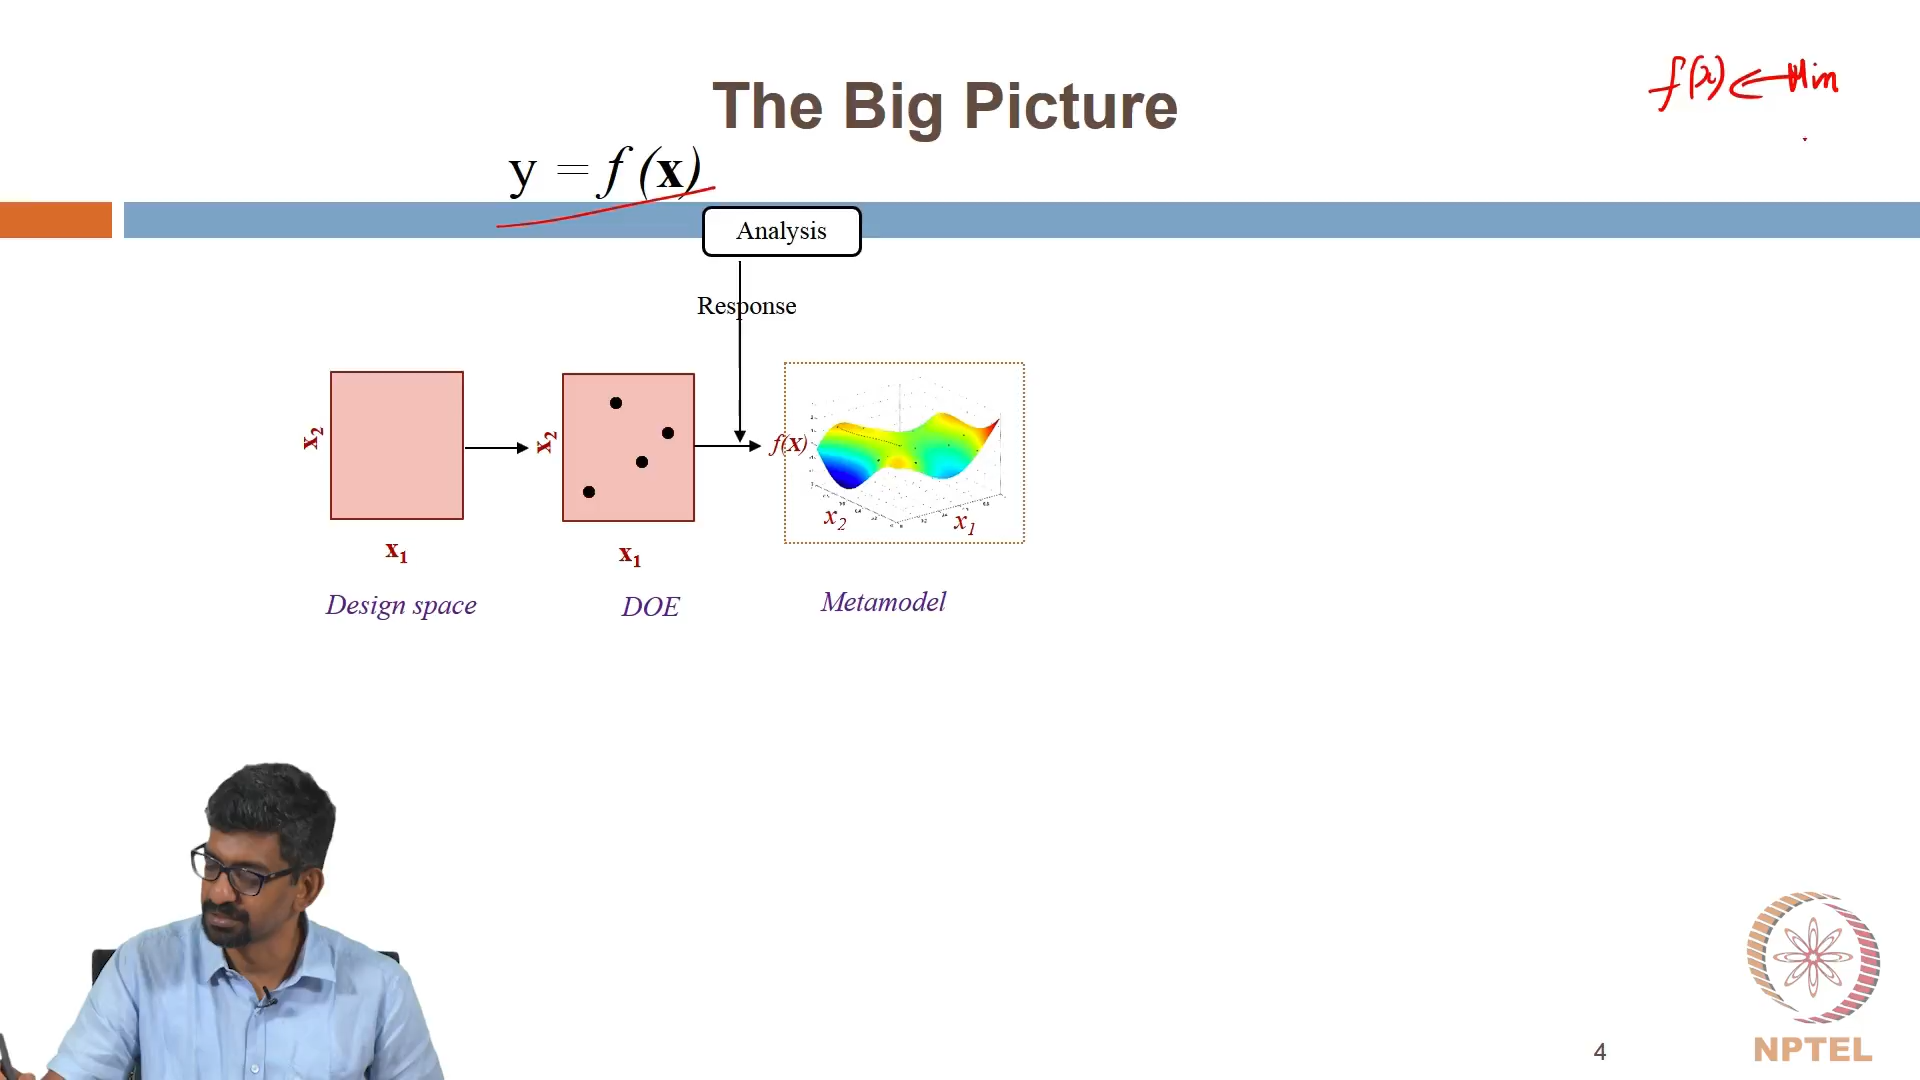 f(x) ← Min
The Big Picture
y = f (x)
Analysis
Response
x2
x1
x2
x1
f(x)
x2
x1
Design space
DOE
Metamodel
4
NPTEL